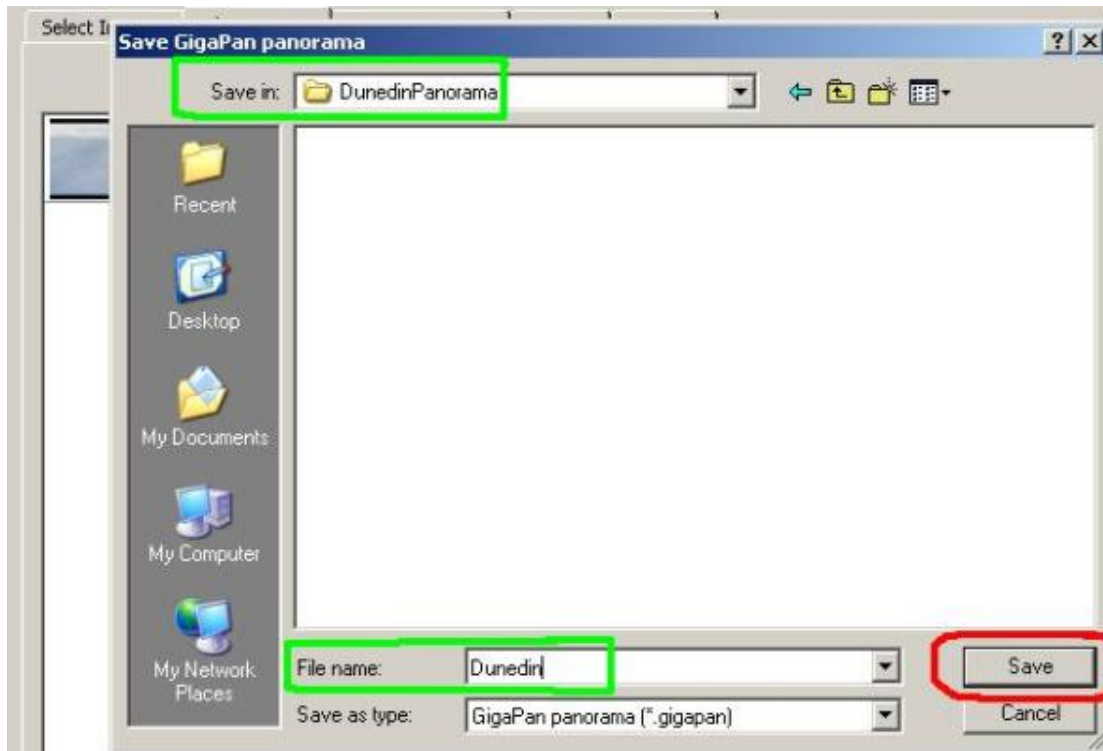 Select I
Save GigaPan panorama
Save in: DunedinPanorama
Recent
Desktop
My Documents
My Computer
My Network
Places
File name: Dunedin
Save
Save as type: GigaPan panorama (*.gigapan)
Cancel